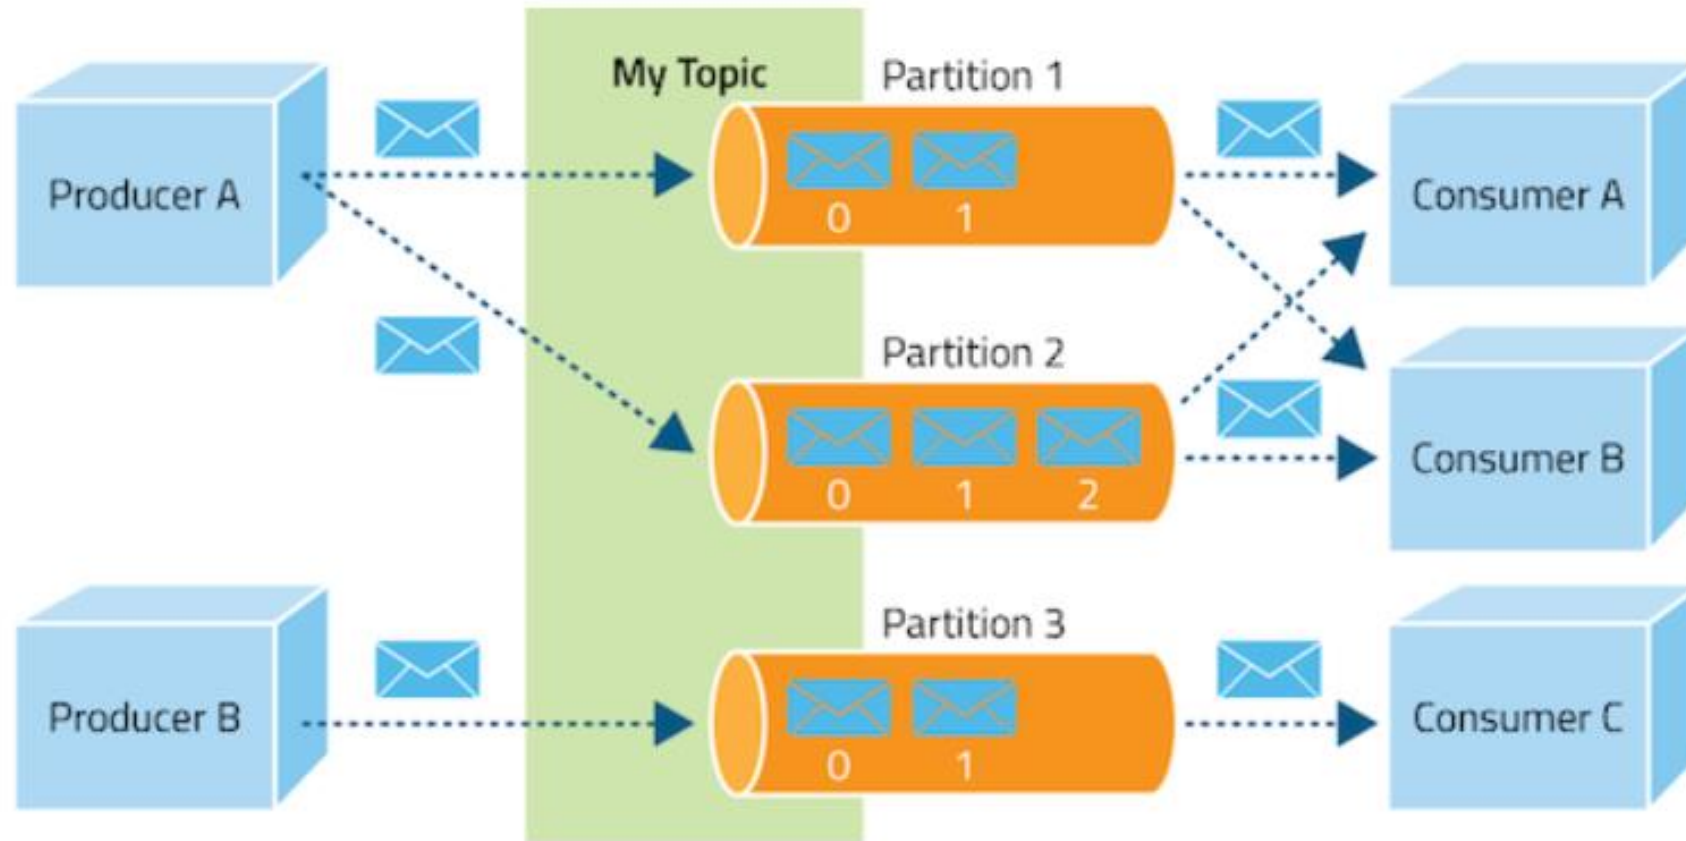 My Topic
Partition 1
Producer A
0 1
Consumer A
Partition 2
0 1 2
Consumer B
Partition 3
Producer B
0 1
Consumer C